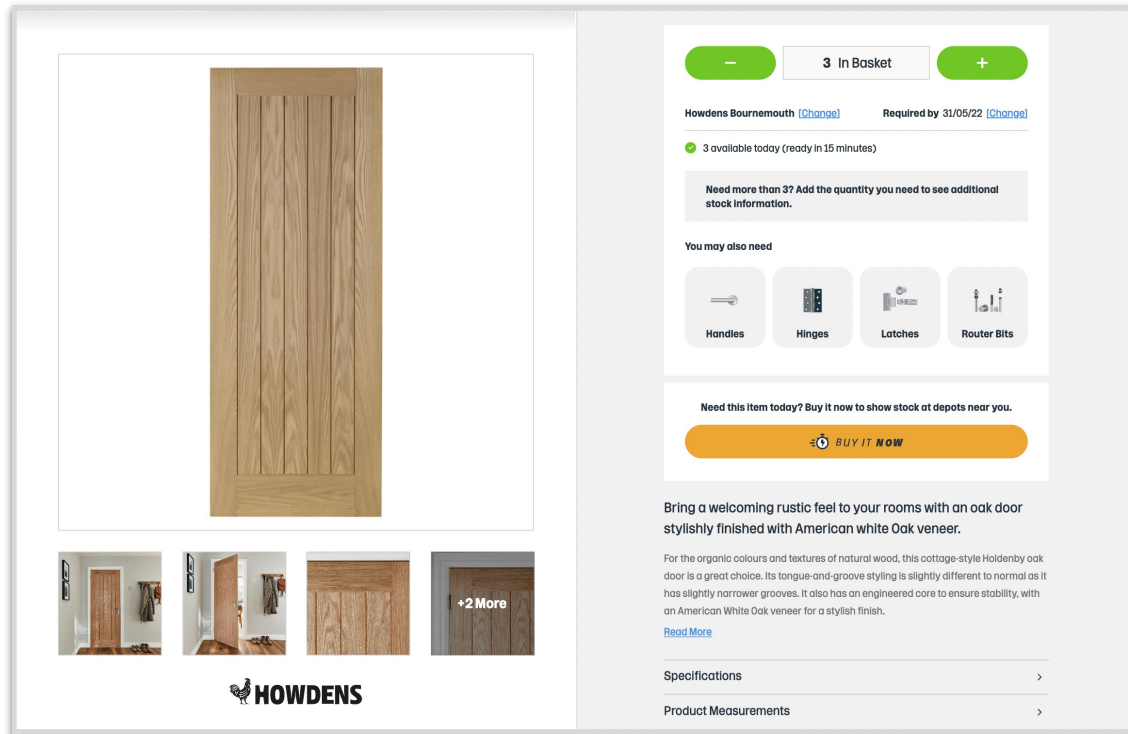 +2 More
HOWDENS
− 3 In Basket +
Howdens Bournemouth [Change] Required by 31/05/22 [Change]
3 available today (ready in 15 minutes)
Need more than 3? Add the quantity you need to see additional
stock information.
You may also need
Handles Hinges Latches Router Bits
Need this item today? Buy it now to show stock at depots near you.
BUY IT NOW
Bring a welcoming rustic feel to your rooms with an oak door
stylishly finished with American white Oak veneer.
For the organic colours and textures of natural wood, this cottage-style Holdenby oak
door is a great choice. Its tongue-and-groove styling is slightly different to normal as it
has slightly narrower grooves. It also has an engineered core to ensure stability, with
an American White Oak veneer for a stylish finish.
Read More
Specifications
Product Measurements